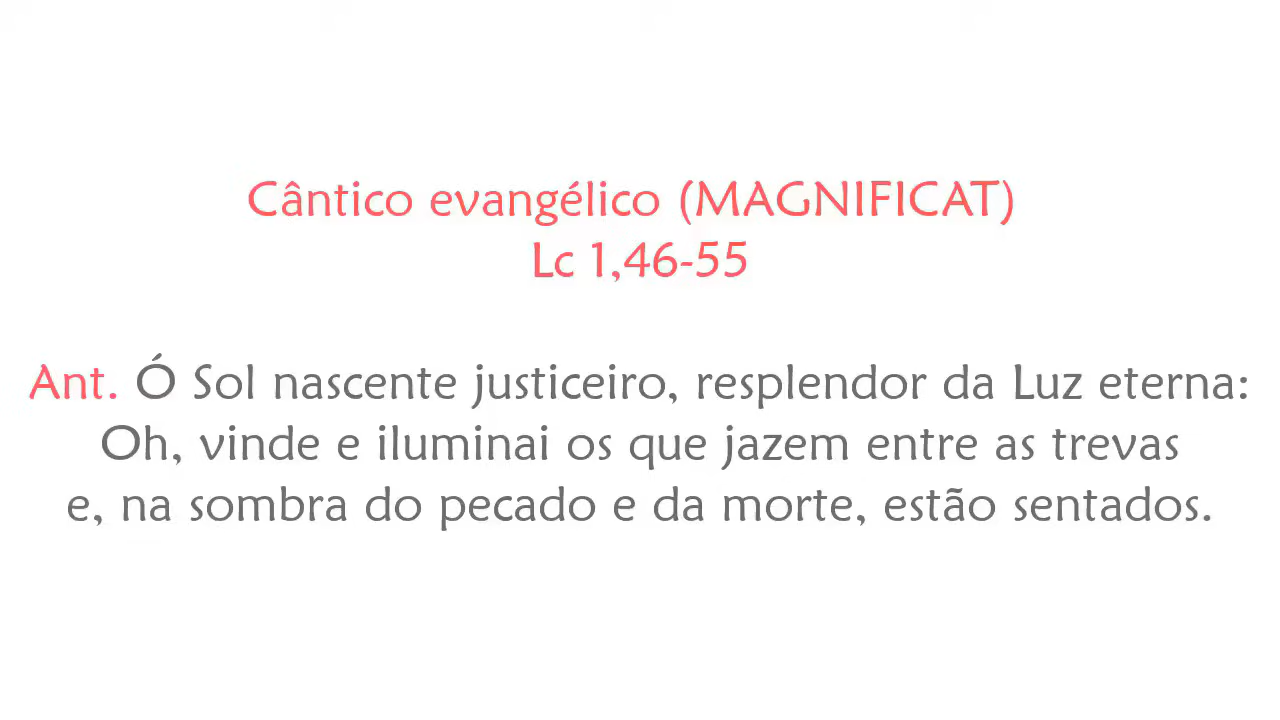 Cântico evangélico (MAGNIFICAT)
Lc 1,46-55
Ant. Ó Sol nascente justiceiro, resplendor da Luz eterna:
Oh, vinde e iluminai os que jazem entre as trevas
e, na sombra do pecado e da morte, estão sentados.